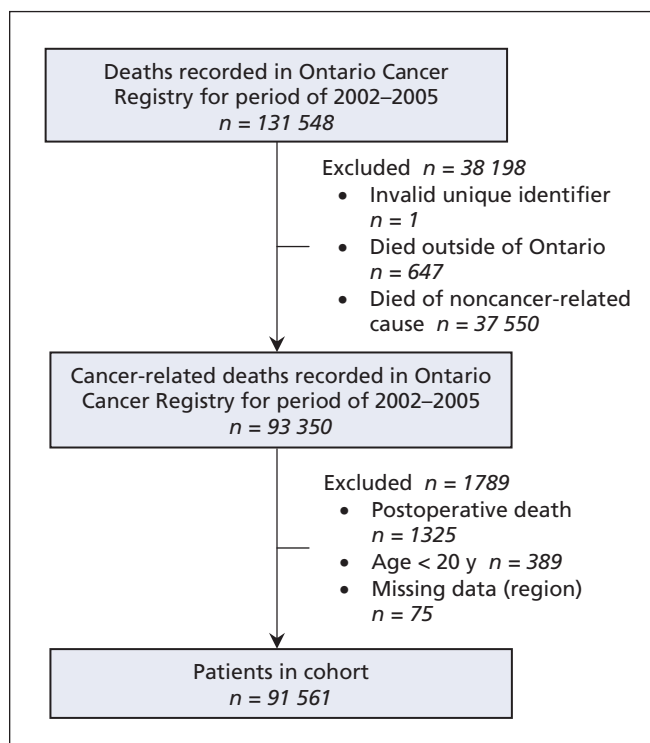 Deaths recorded in Ontario Cancer
Registry for period of 2002–2005
n = 131 548
Excluded n = 38 198
• Invalid unique identifier
n = 1
• Died outside of Ontario
n = 647
• Died of noncancer-related
cause n = 37 550
Cancer-related deaths recorded in Ontario
Cancer Registry for period of 2002–2005
n = 93 350
Excluded n = 1789
• Postoperative death
n = 1325
• Age < 20 y n = 389
• Missing data (region)
n = 75
Patients in cohort
n = 91 561